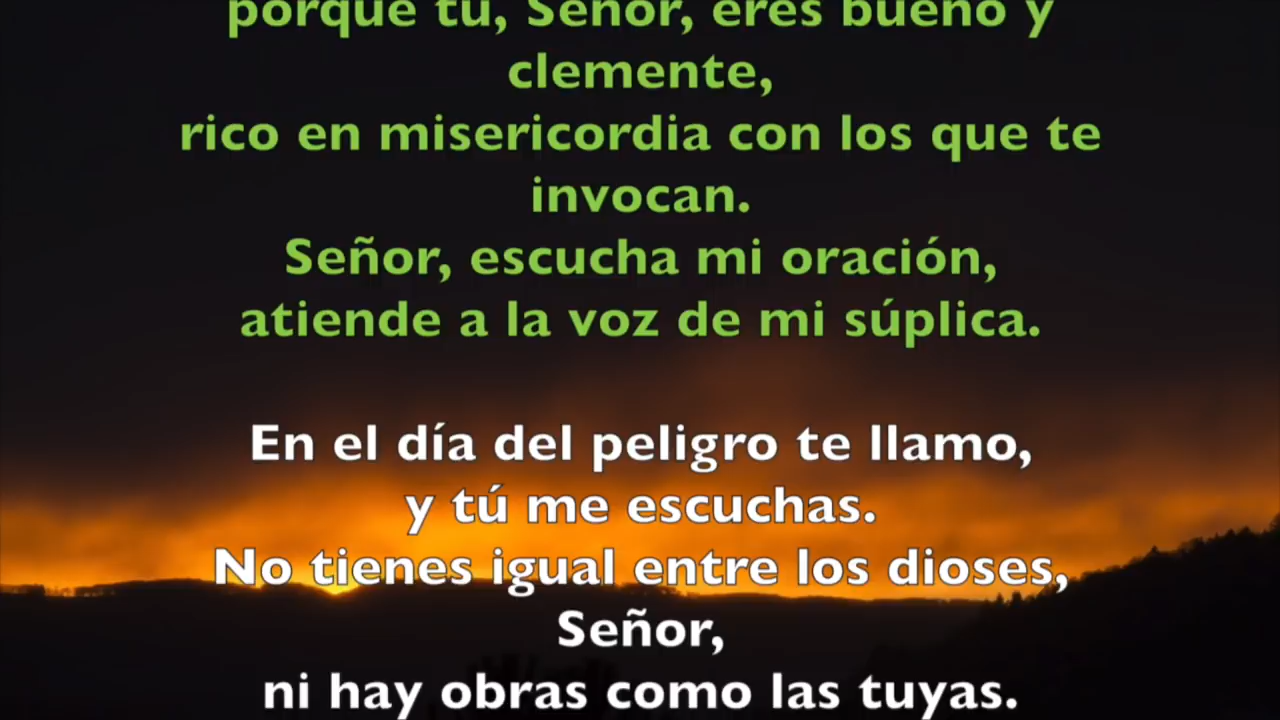 porque tú, Señor, eres bueno y
clemente,
rico en misericordia con los que te
invocan.
Señor, escucha mi oración,
atiende a la voz de mi súplica.
En el día del peligro te llamo,
y tú me escuchas.
No tienes igual entre los dioses,
Señor,
ni hay obras como las tuyas.